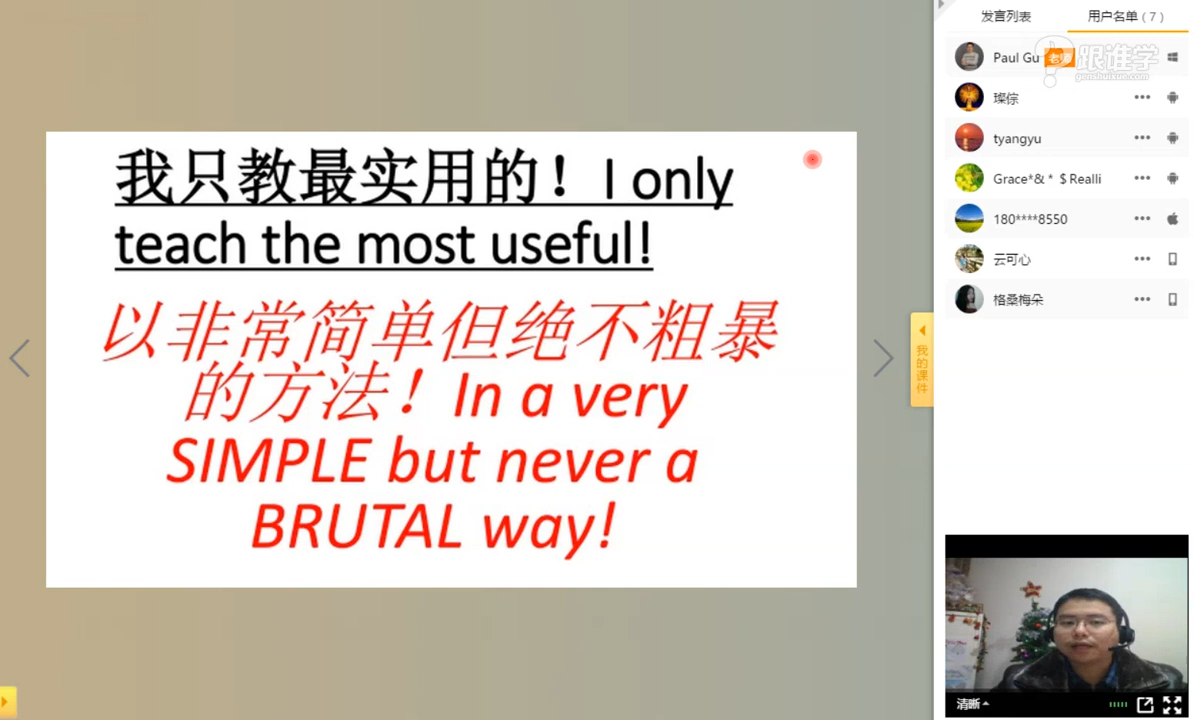 我只教最实用的！I only
teach the most useful!
以非常简单但绝不粗暴
的方法！In a very
SIMPLE but never a
BRUTAL way!
发言列表
用户名单（7）
Paul Gu 老师
跟谁学
genshuixue.com
璨倧
tyangyu
Grace*& * ＄Realli
180****8550
云可心
格桑梅朵
我的课件
清晰